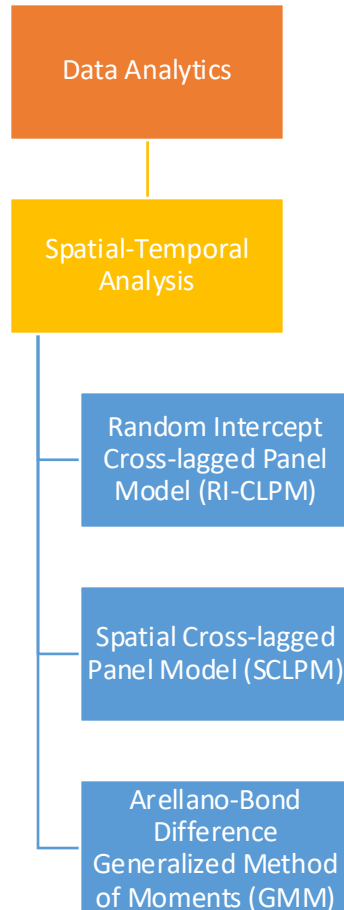 Data Analytics
Spatial-Temporal
Analysis
Random Intercept
Cross-lagged Panel
Model (RI-CLPM)
Spatial Cross-lagged
Panel Model (SCLPM)
Arellano-Bond
Difference
Generalized Method
of Moments (GMM)